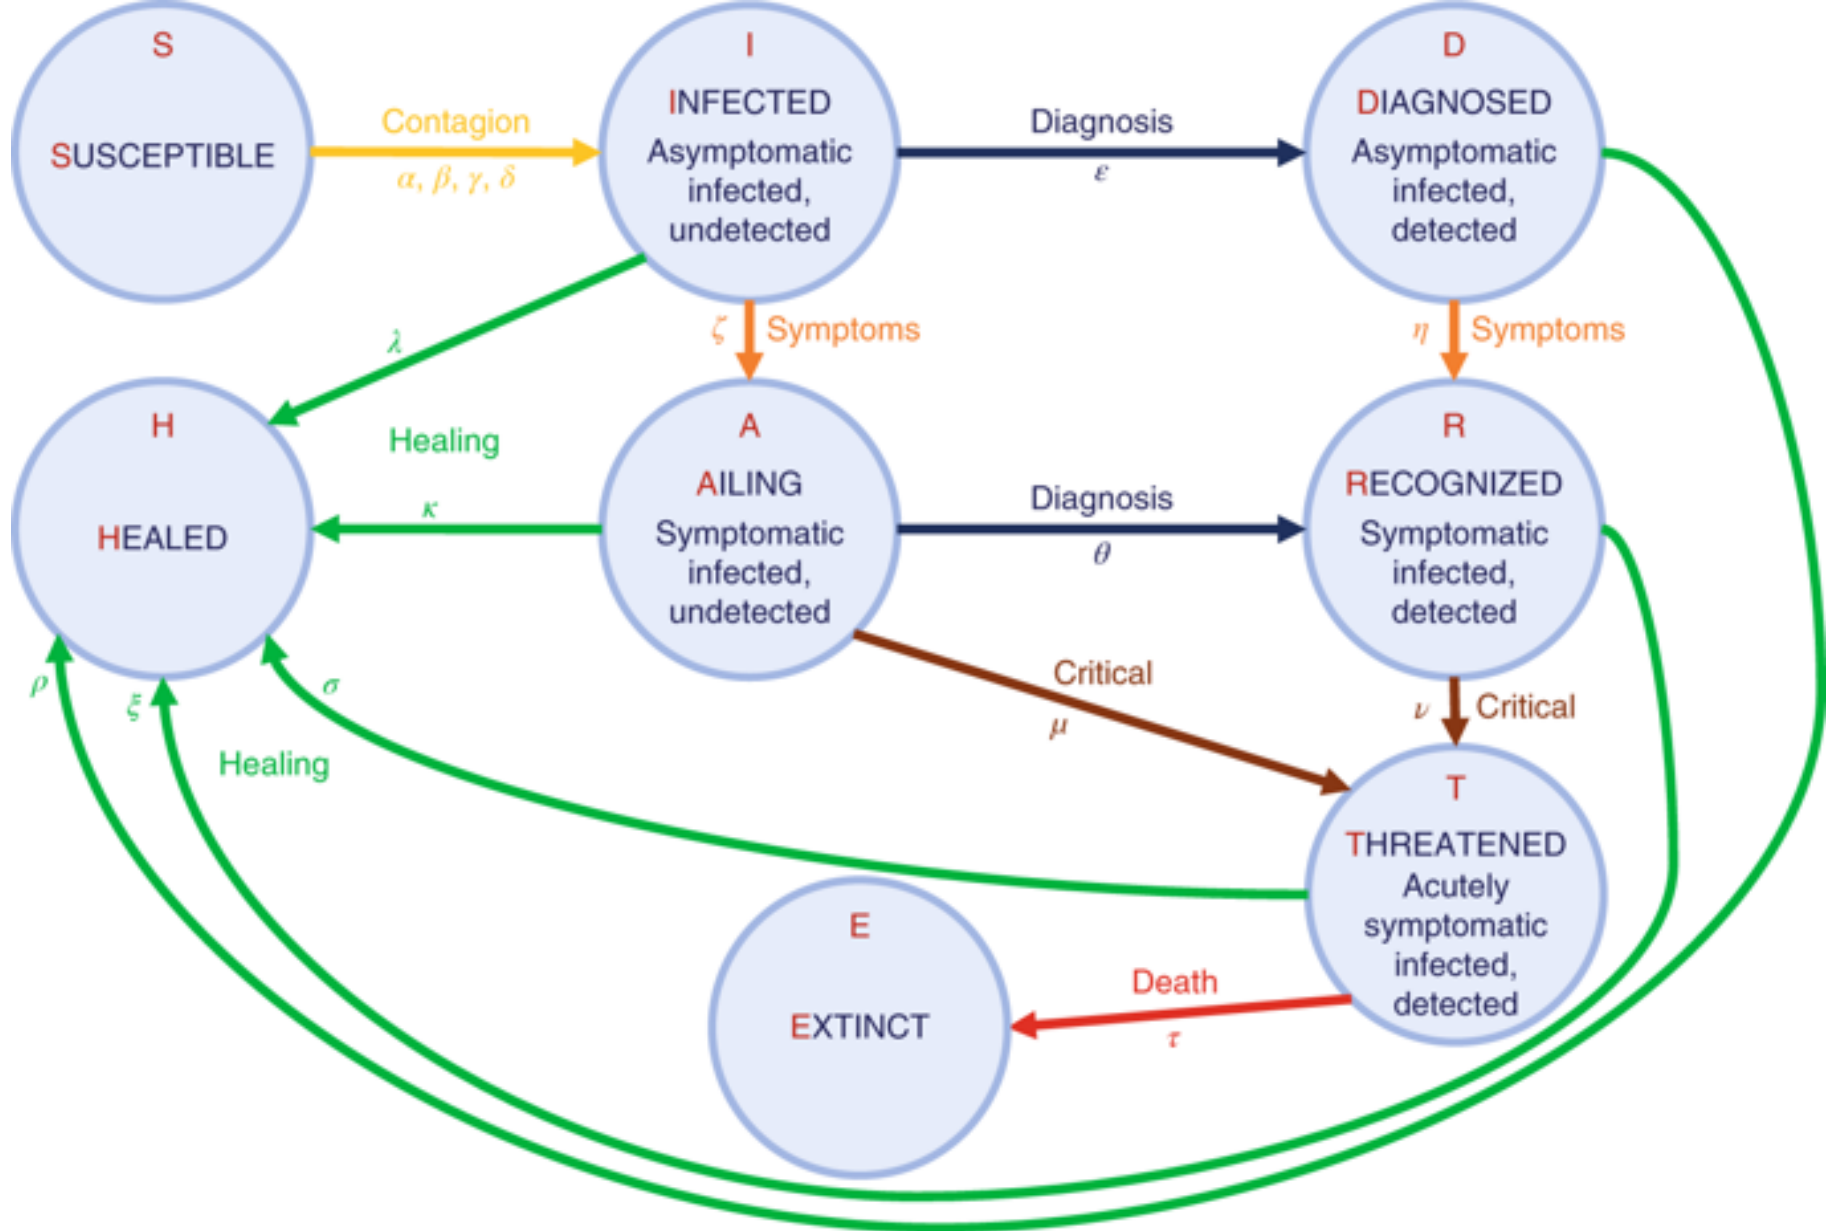 S
SUSCEPTIBLE
Contagion
α, β, γ, δ
I
INFECTED
Asymptomatic
infected,
undetected
Diagnosis
ε
D
DIAGNOSED
Asymptomatic
infected,
detected
λ
ζ
Symptoms
η
Symptoms
H
HEALED
Healing
κ
A
AILING
Symptomatic
infected,
undetected
Diagnosis
θ
R
RECOGNIZED
Symptomatic
infected,
detected
ρ
ξ
σ
Healing
Critical
μ
ν
Critical
T
THREATENED
Acutely
symptomatic
infected,
detected
E
EXTINCT
Death
τ